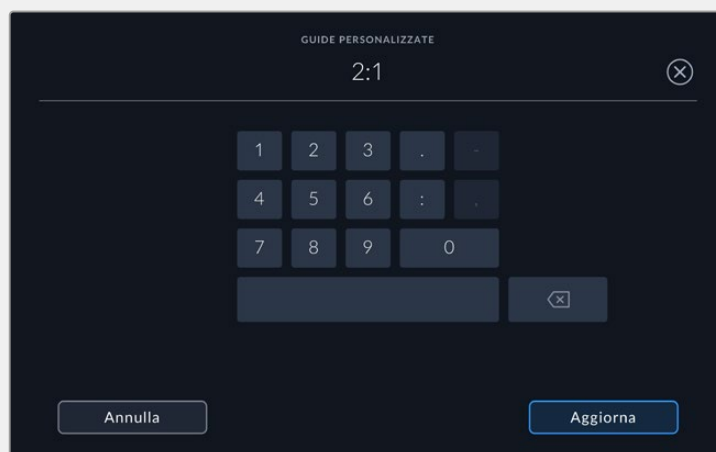 GUIDE PERSONALIZZATE
2:1
1 2 3 . -
4 5 6 : ,
7 8 9 0
Annulla Aggiorna